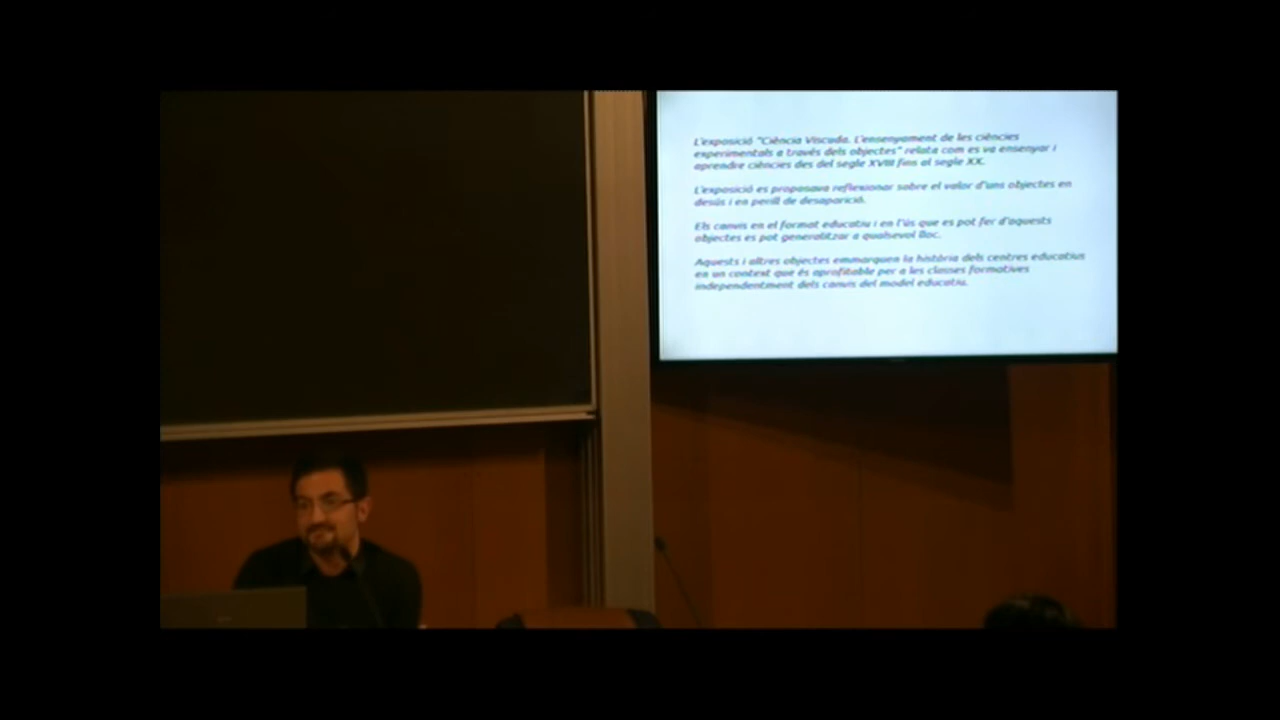 L'exposició "Ciència Viscuda. L'ensenyament de les ciències
experimentals a través dels objectes" relata com es va ensenyar i
aprendre ciències des del segle XVIII fins al segle XX.
L'exposició es proposava reflexionar sobre el valor d'uns objectes en
desús i en perill de desaparició.
Els canvis en el format educatiu i en l'ús que es pot fer d'aquests
objectes es pot generalitzar a qualsevol lloc.
Aquests i altres objectes emmarquen la història dels centres educatius
en un context que és aprofitable per a les classes formatives
independentment dels canvis del model educatiu.